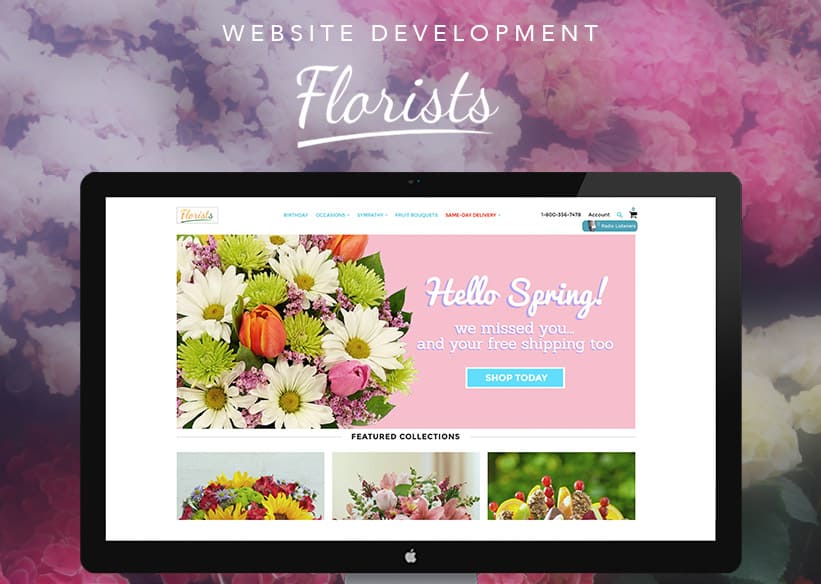 WEBSITE DEVELOPMENT
Florists
Florists
BIRTHDAY OCCASIONS SYMPATHY FRUIT BOUQUETS SAME-DAY DELIVERY
1-800-356-7478 Account 0
Radio Listeners
Hello Spring!
we missed you...
and your free shipping too
SHOP TODAY
FEATURED COLLECTIONS